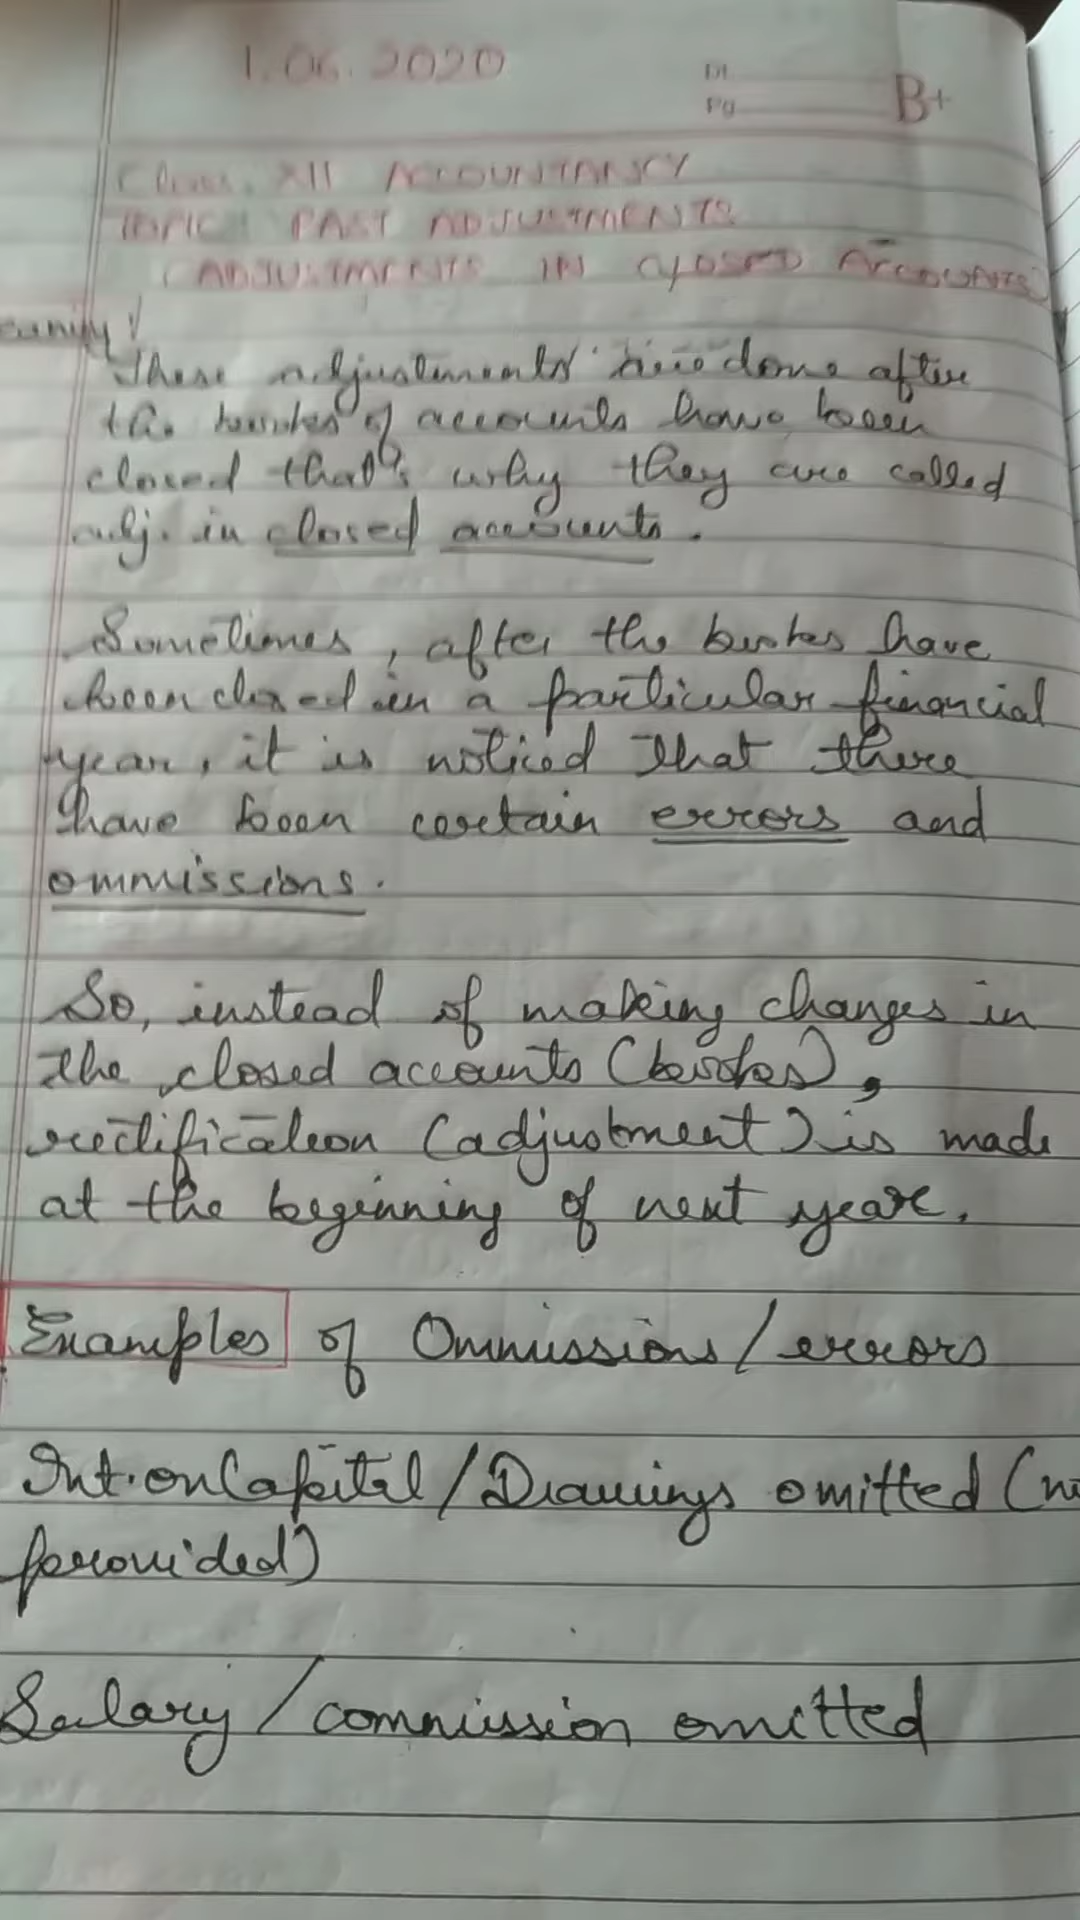 1.06.2020
Dt.
Pg.
B+
Class. XII ACCOUNTANCY
TOPIC: PAST ADJUSTMENTS
(ADJUSTMENTS IN CLOSED ACCOUNTS)
eaning!
These adjustments are done after
the books of accounts have been
closed that's why they are called
adj. in closed accounts.
Sometimes, after the books have
been closed in a particular financial
year, it is noticed that there
have been certain errors and
ommissions.
So, instead of making changes in
the closed accounts (books),
rectification (adjustment) is made
at the beginning of next year.
Examples of Ommissions/errors
Int. on Capital/Drawings omitted (
provided)
Salary/commission omitted